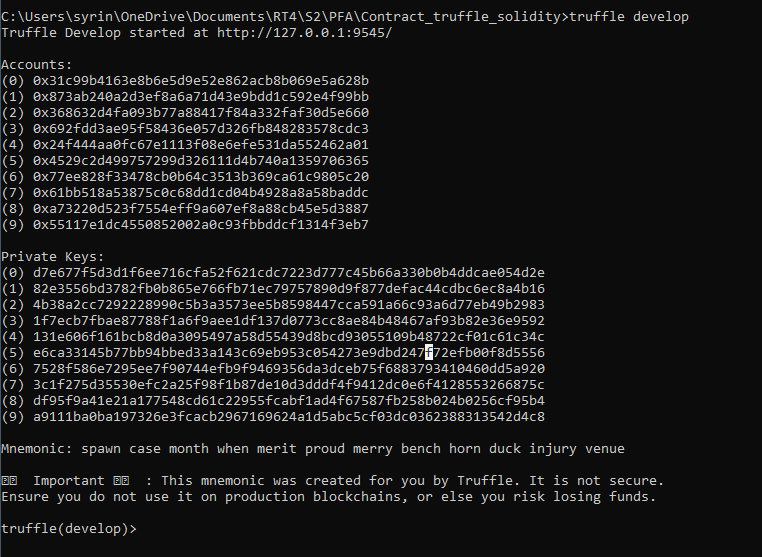 C:\Users\syrin\OneDrive\Documents\RT4\S2\PFA\Contract_truffle_solidity>truffle develop
Truffle Develop started at http://127.0.0.1:9545/
Accounts:
(0) 0x31c99b4163e8b6e5d9e52e862acb8b069e5a628b
(1) 0x873ab240a2d3ef8a6a71d43e9bdd1c592e4f99bb
(2) 0x368632d4fa093b77a88417f84a332faf30d5e660
(3) 0x692fdd3ae95f58436e057d326fb848283578cdc3
(4) 0x24f444aa0fc67e1113f08e6efe531da552462a01
(5) 0x4529c2d499757299d326111d4b740a1359706365
(6) 0x77ee828f33478cb0b64c3513b369ca61c9805c20
(7) 0x61bb518a53875c0c68dd1cd04b4928a8a58baddc
(8) 0xa73220d523f7554eff9a607ef8a88cb45e5d3887
(9) 0x55117e1dc4550852002a0c93fbbddcf1314f3eb7
Private Keys:
(0) d7e677f5d3d1f6ee716cfa52f621cdc7223d777c45b66a330b0b4ddcae054d2e
(1) 82e3556bd3782fb0b865e766fb71ec79757890d9f877defac44cdbc6ec8a4b16
(2) 4b38a2cc7292228990c5b3a3573ee5b8598447cca591a66c93a6d77eb49b2983
(3) 1f7ecb7fbae87788f1a6f9aee1df137d0773cc8ae84b48467af93b82e36e9592
(4) 131e606f161bcb8d0a3095497a58d55439d8bcd93055109b48722cf01c61c34c
(5) e6ca33145b77bb94bbed33a143c69eb953c054273e9dbd247f72efb00f8d5556
(6) 7528f586e7295ee7f90744efb9f9469356da3dceb75f6883793410460dd5a920
(7) 3c1f275d35530efc2a25f98f1b87de10d3dddf4f9412dc0e6f4128553266875c
(8) df95f9a41e21a177548cd61c22955fcabf1ad4f67587fb258b024b0256cf95b4
(9) a9111ba0ba197326e3fcacb2967169624a1d5abc5cf03dc0362388313542d4c8
Mnemonic: spawn case month when merit proud merry bench horn duck injury venue
Important : This mnemonic was created for you by Truffle. It is not secure.
Ensure you do not use it on production blockchains, or else you risk losing funds.
truffle(develop)>